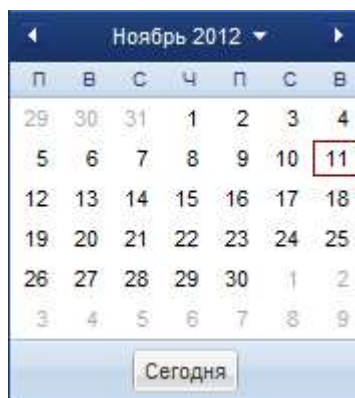 Ноябрь 2012
П В С Ч П С В
29 30 31 1 2 3 4
5 6 7 8 9 10 11
12 13 14 15 16 17 18
19 20 21 22 23 24 25
26 27 28 29 30 1 2
3 4 5 6 7 8 9
Сегодня